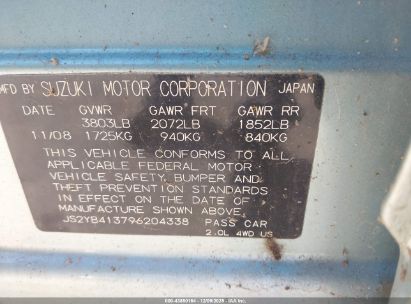 MFD BY SUZUKI MOTOR CORPORATION JAPAN
DATE GVWR GAWR FRT GAWR RR
3803LB 2072LB 1852LB
11/08 1725KG 940KG 840KG
THIS VEHICLE CONFORMS TO ALL
APPLICABLE FEDERAL MOTOR
VEHICLE SAFETY, BUMPER AND
THEFT PREVENTION STANDARDS
IN EFFECT ON THE DATE OF
MANUFACTURE SHOWN ABOVE.
JS2YB413796204338 PASS CAR
2.0L 4WD US